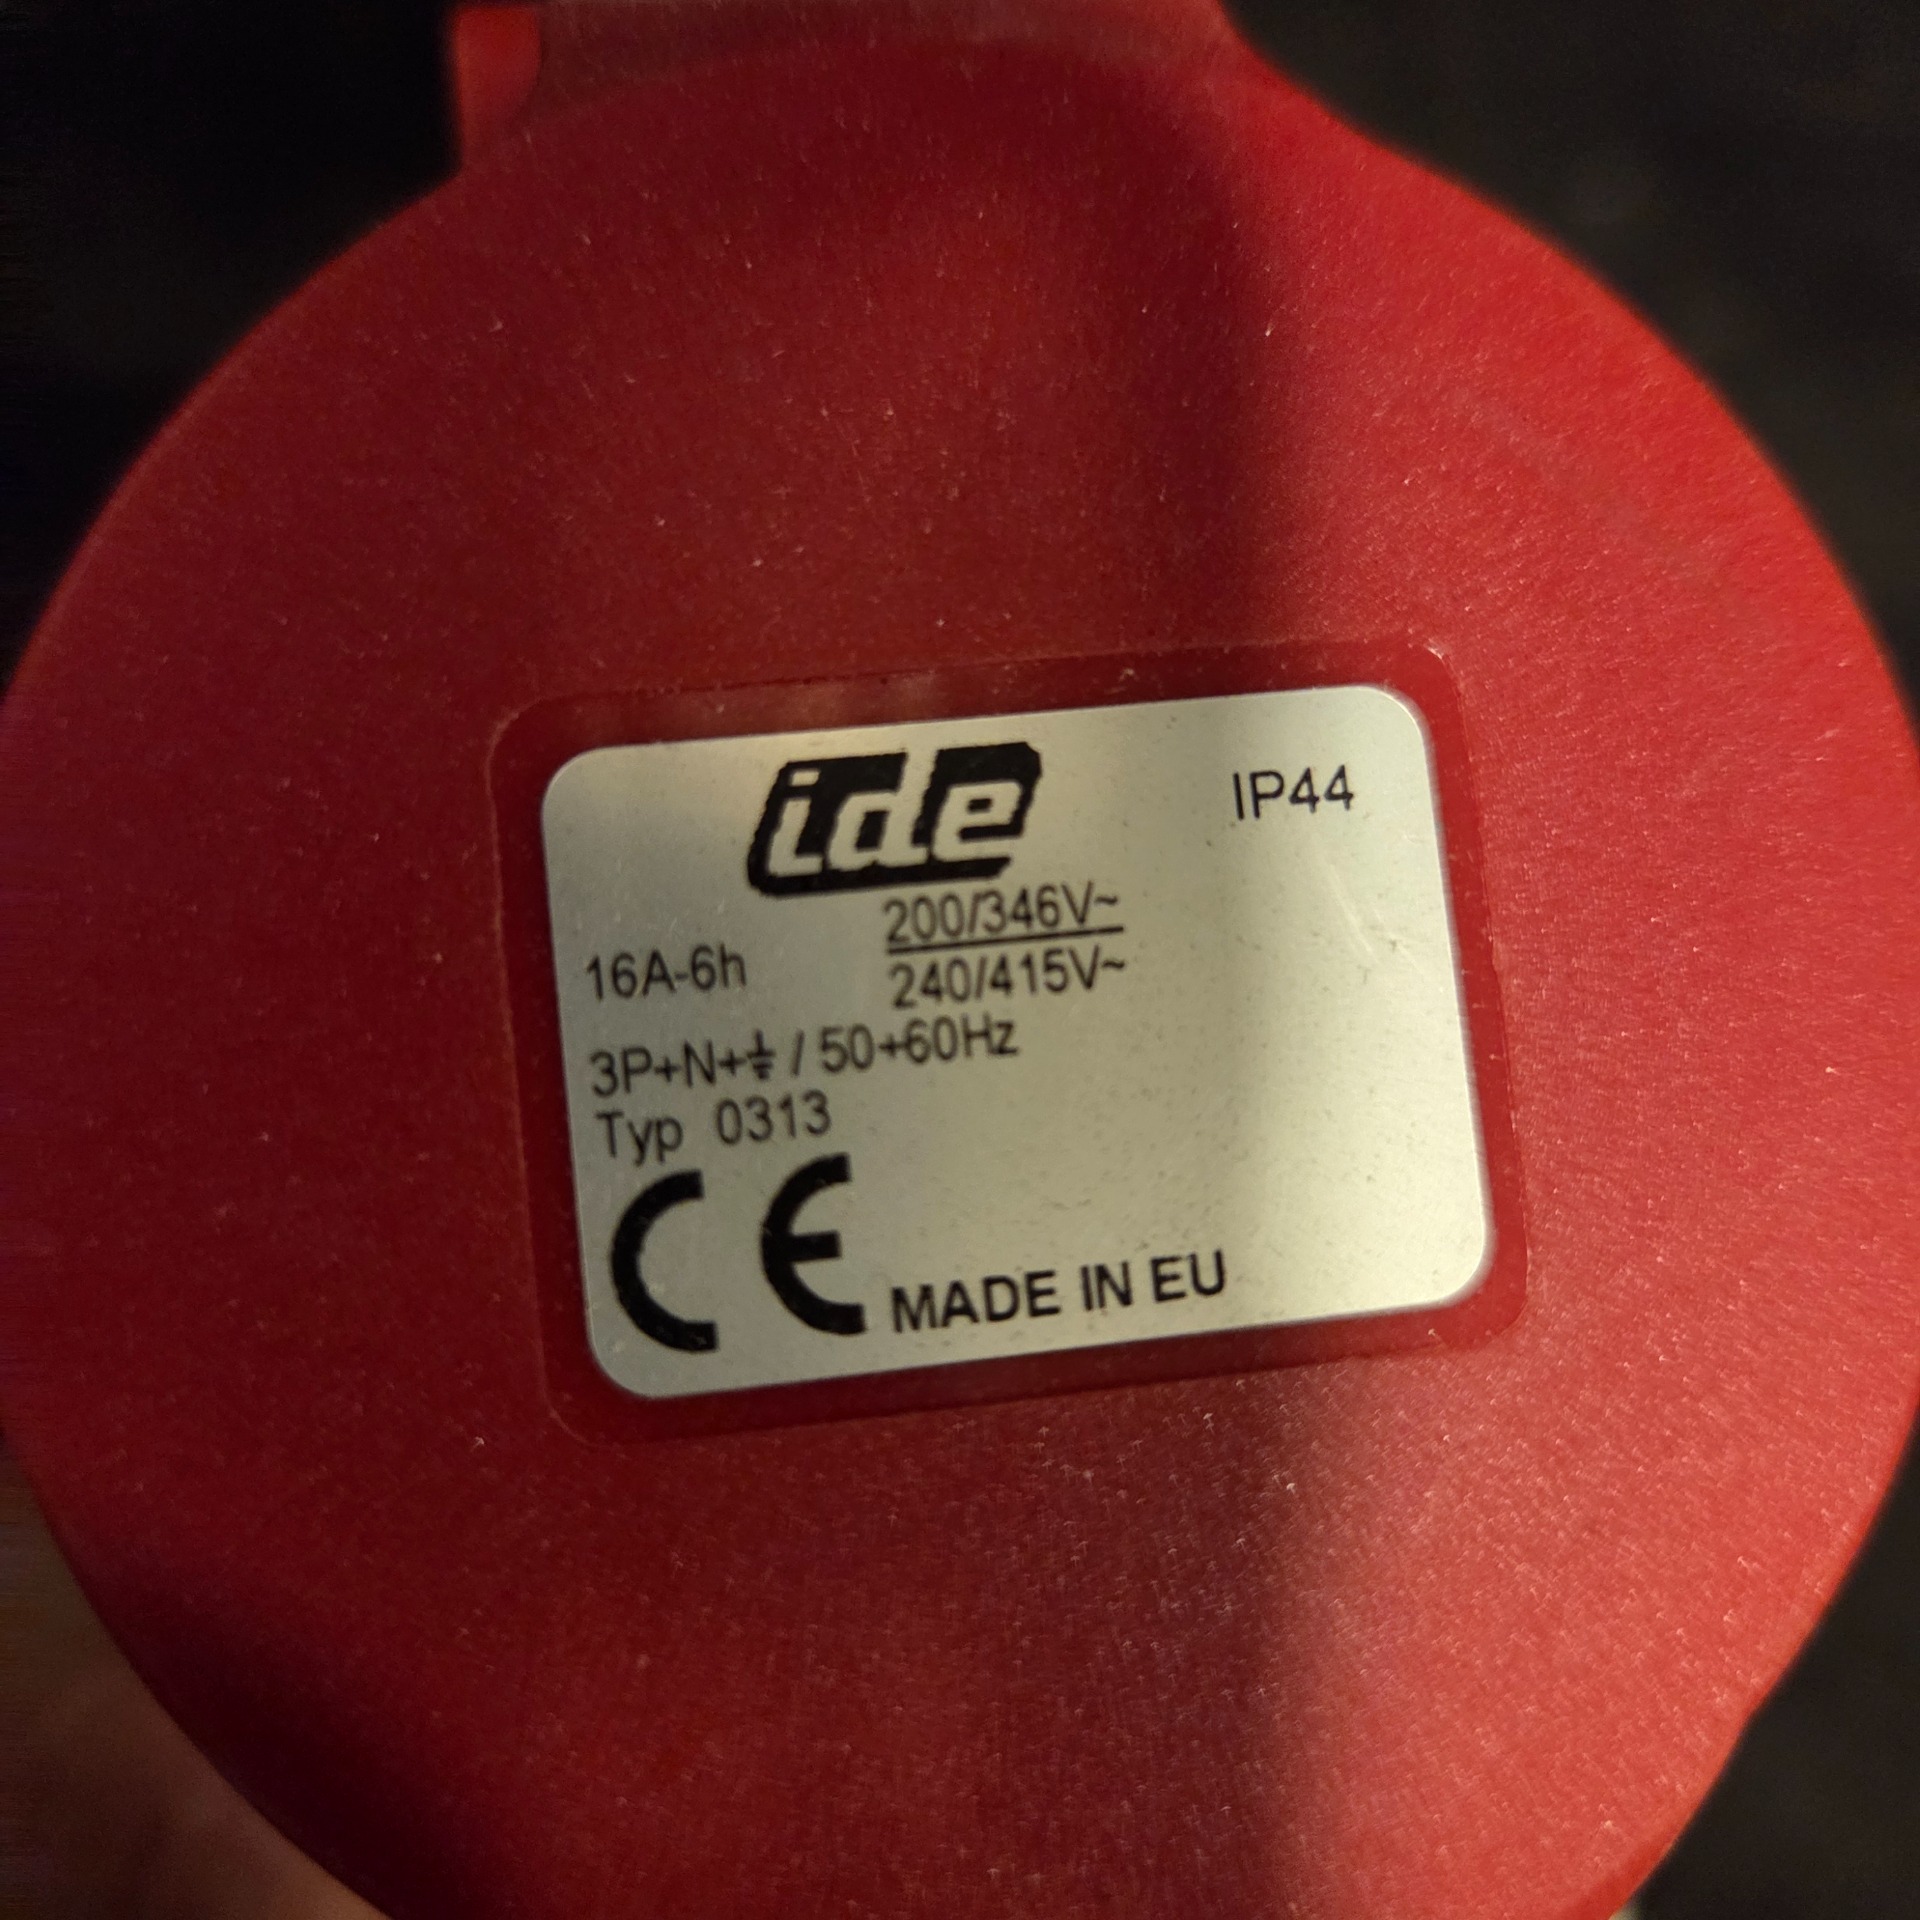 ide
IP44
200/346V~
16A-6h
240/415V~
3P+N+⏚ / 50+60Hz
Typ 0313
CE MADE IN EU